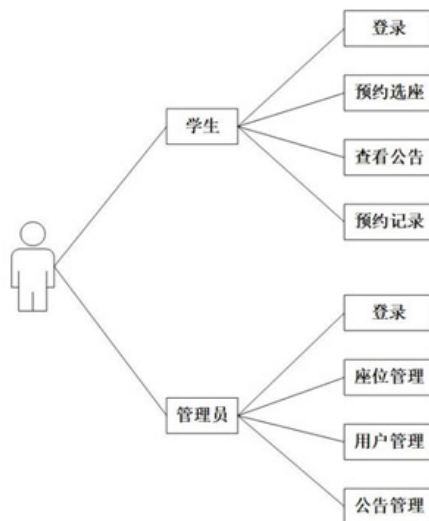 登录
预约选座
学生
查看公告
预约记录
登录
座位管理
管理员
用户管理
公告管理